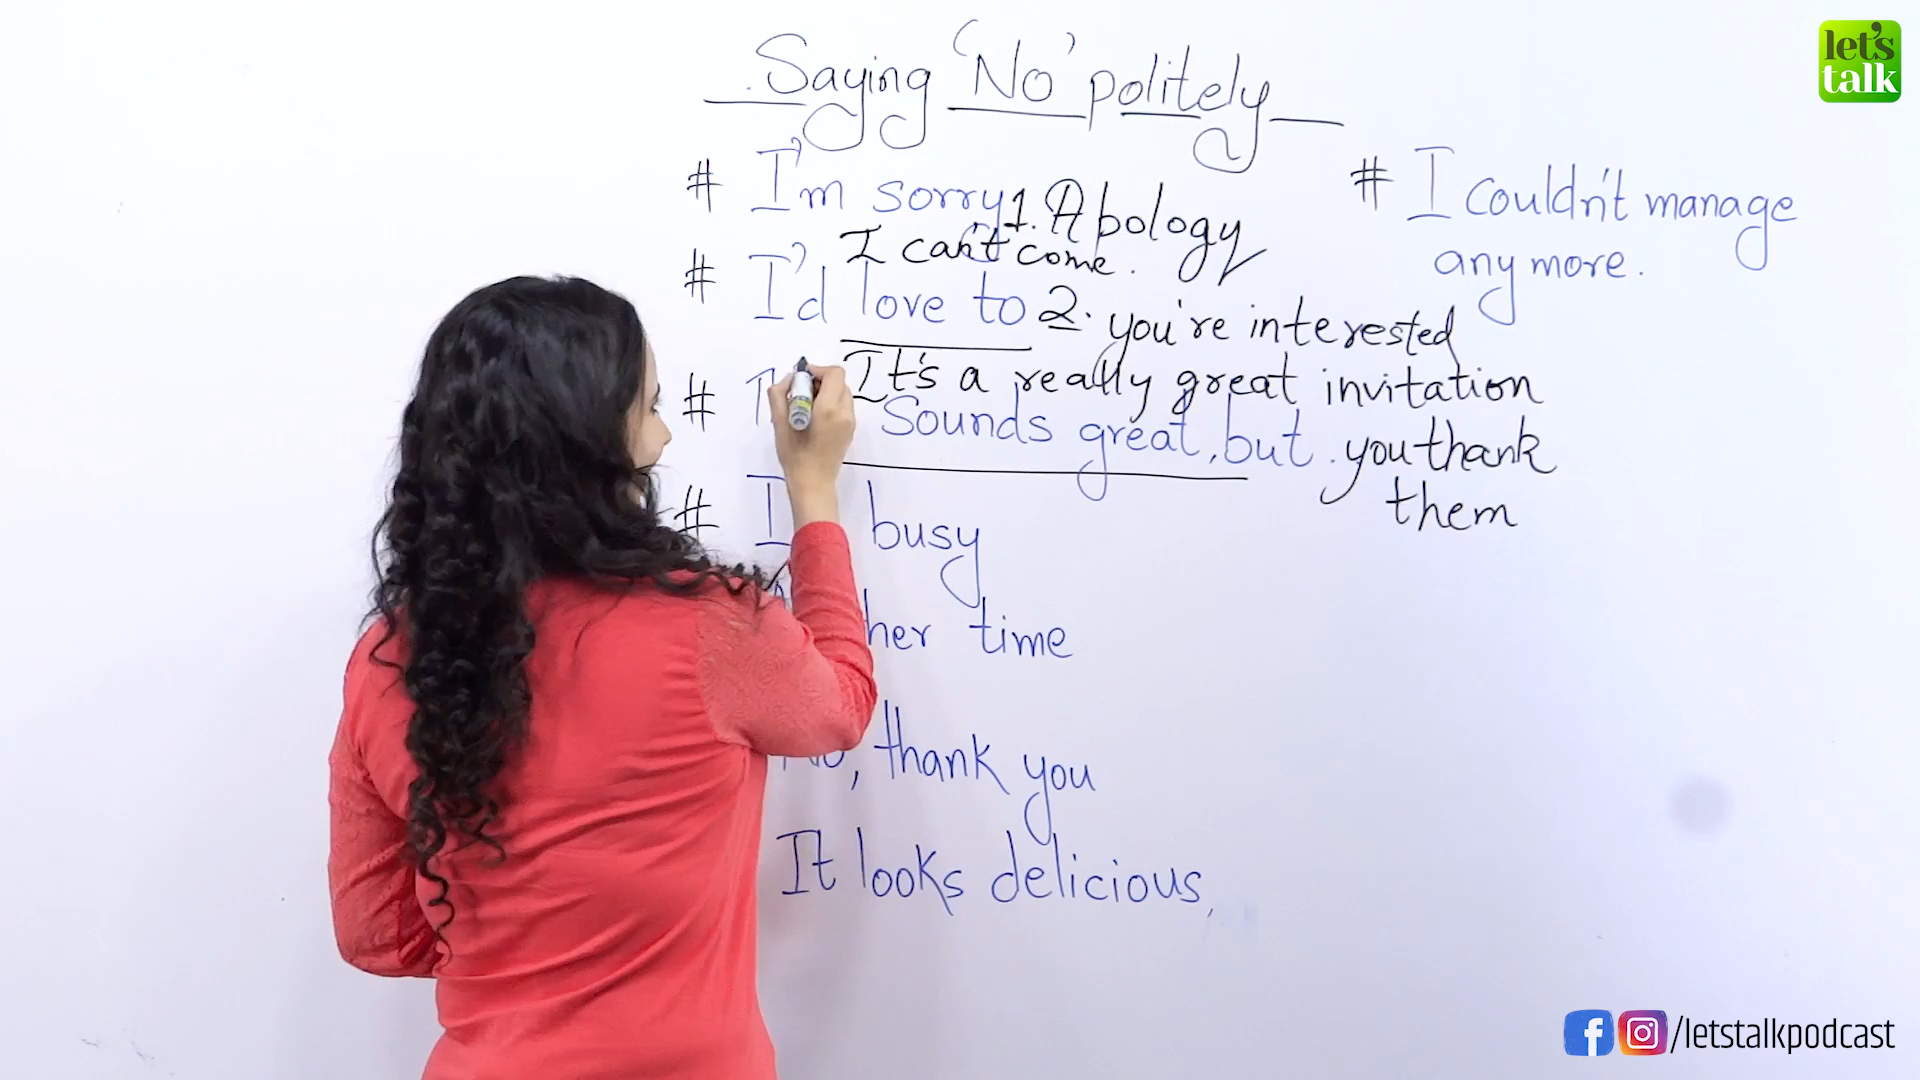 Saying 'No' politely
# I'm sorry 1. Apology
I can't come.
# I'd love to 2. you're interested
It's a really great invitation
# Sounds great, but. you thank
them
# I busy
her time
No, thank you
It looks delicious,
# I couldn't manage
any more.
let's
talk
/letstalkpodcast